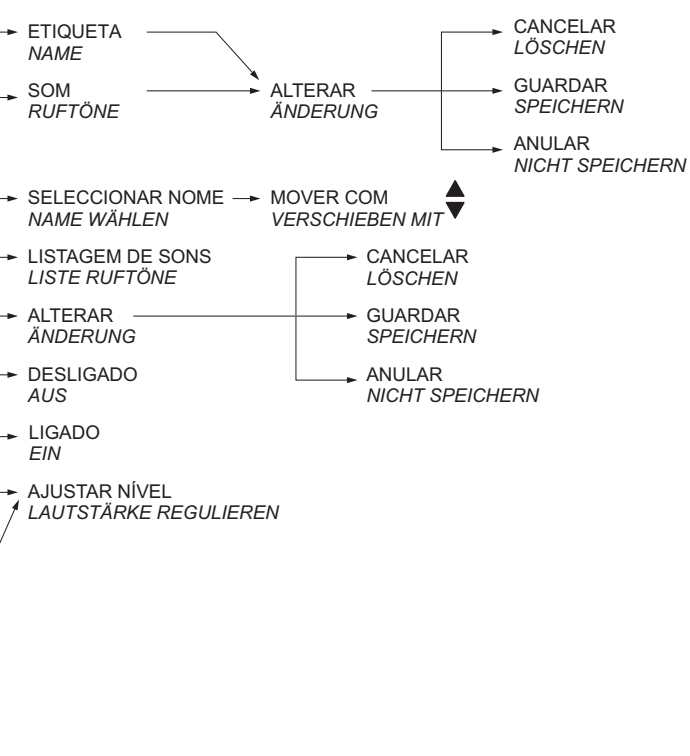 ETIQUETA
NAME
CANCELAR
LÖSCHEN
SOM
RUFTÖNE
ALTERAR
ÄNDERUNG
GUARDAR
SPEICHERN
ANULAR
NICHT SPEICHERN
SELECCIONAR NOME
NAME WÄHLEN
MOVER COM
VERSCHIEBEN MIT
LISTAGEM DE SONS
LISTE RUFTÖNE
CANCELAR
LÖSCHEN
ALTERAR
ÄNDERUNG
GUARDAR
SPEICHERN
DESLIGADO
AUS
ANULAR
NICHT SPEICHERN
LIGADO
EIN
AJUSTAR NÍVEL
LAUTSTÄRKE REGULIEREN